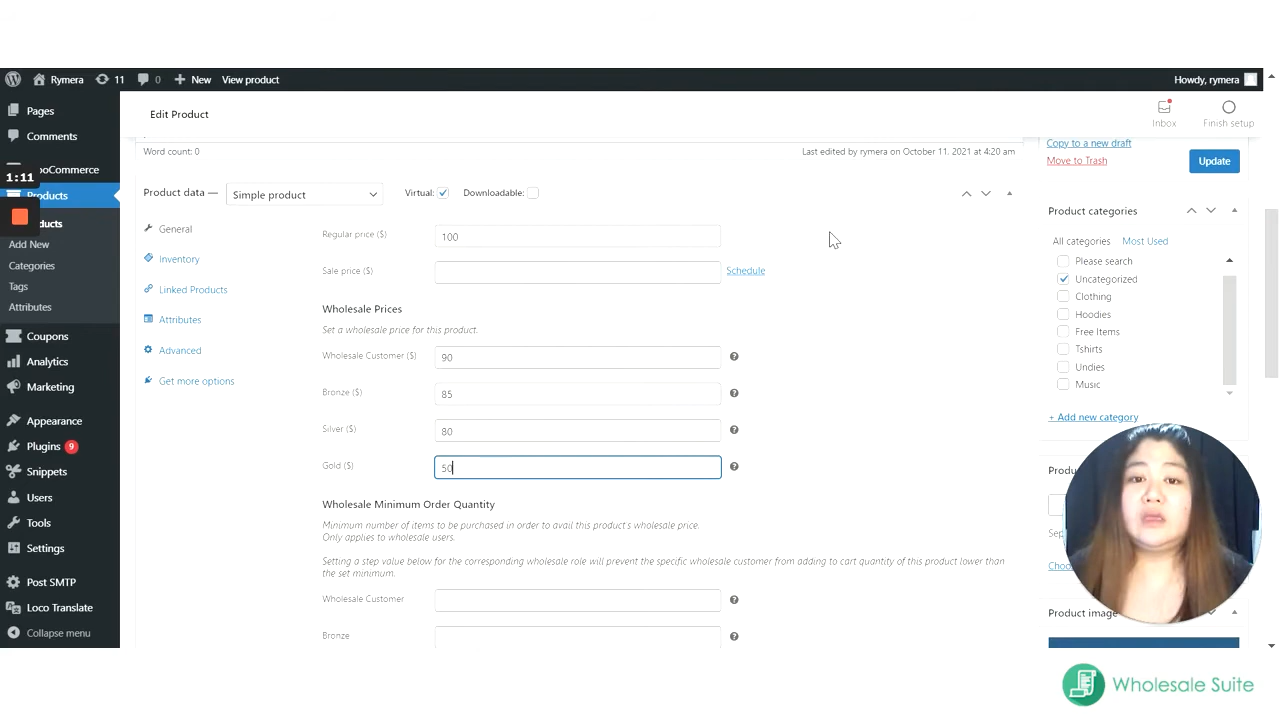 Rymera
11
0
New
View product
Howdy, rymera
Pages
Comments
1:11
Products
Add New
Categories
Tags
Attributes
Coupons
Analytics
Marketing
Appearance
Plugins 9
Snippets
Users
Tools
Settings
Post SMTP
Loco Translate
Collapse menu
Edit Product
Inbox
Finish setup
Word count: 0
Last edited by rymera on October 11, 2021 at 4:20 am
Product data —
Simple product
Virtual:
Downloadable:
General
Inventory
Linked Products
Attributes
Advanced
Get more options
Regular price ($)
100
Sale price ($)
Schedule
Wholesale Prices
Set a wholesale price for this product.
Wholesale Customer ($)
90
Bronze ($)
85
Silver ($)
80
Gold ($)
50
Wholesale Minimum Order Quantity
Minimum number of items to be purchased in order to avail this product's wholesale price.
Only applies to wholesale users.
Setting a step value below for the corresponding wholesale role will prevent the specific wholesale customer from adding to cart quantity of this product lower than
the set minimum.
Wholesale Customer
Bronze
Copy to a new draft
Move to Trash
Update
Product categories
All categories
Most Used
Please search
Uncategorized
Clothing
Hoodies
Free Items
Tshirts
Undies
Music
+ Add new category
Product image
Wholesale Suite